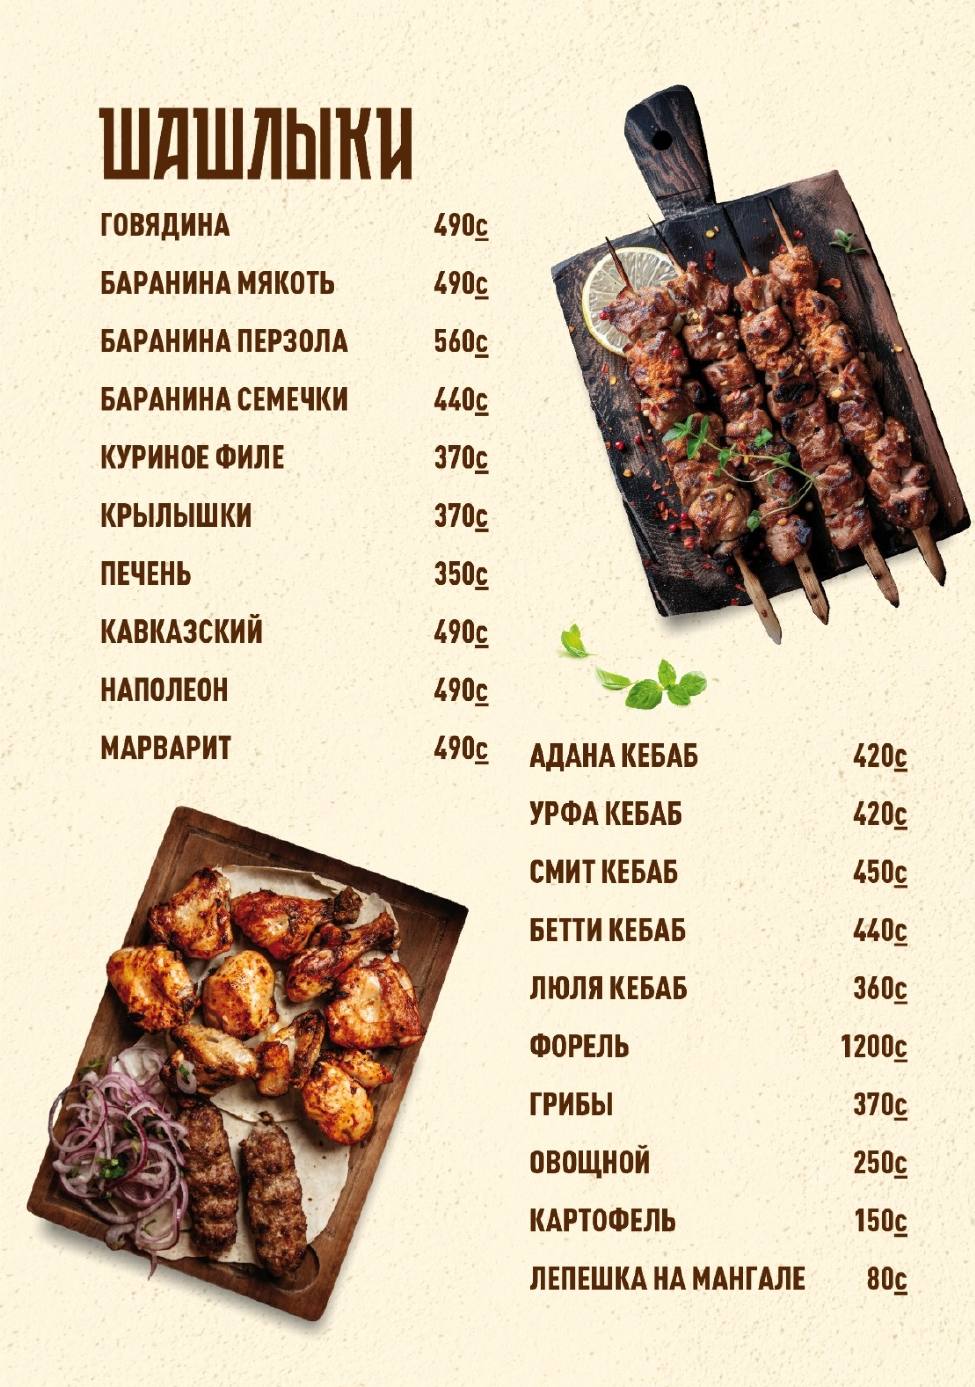 ШАШЛЫКИ
ГОВЯДИНА 490с
БАРАНИНА МЯКОТЬ 490с
БАРАНИНА ПЕРЗОЛА 560с
БАРАНИНА СЕМЕЧКИ 440с
КУРИНОЕ ФИЛЕ 370с
КРЫЛЫШКИ 370с
ПЕЧЕНЬ 350с
КАВКАЗСКИЙ 490с
НАПОЛЕОН 490с
МАРВАРИТ 490с
АДАНА КЕБАБ 420с
УРФА КЕБАБ 420с
СМИТ КЕБАБ 450с
БЕТТИ КЕБАБ 440с
ЛЮЛЯ КЕБАБ 360с
ФОРЕЛЬ 1200с
ГРИБЫ 370с
ОВОЩНОЙ 250с
КАРТОФЕЛЬ 150с
ЛЕПЕШКА НА МАНГАЛЕ 80с